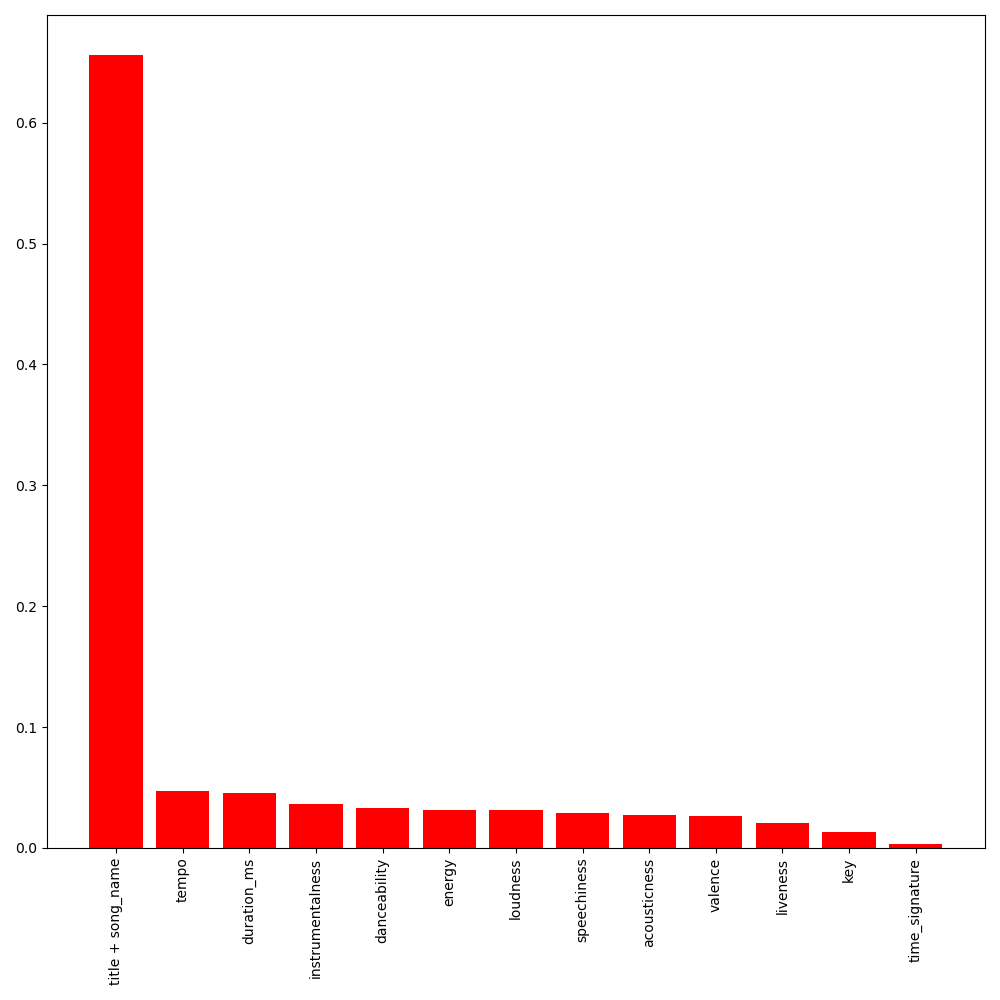 0.6
0.5
0.4
0.3
0.2
0.1
0.0
title + song_name
tempo
duration_ms
instrumentalness
danceability
energy
loudness
speechiness
acousticness
valence
liveness
key
time_signature